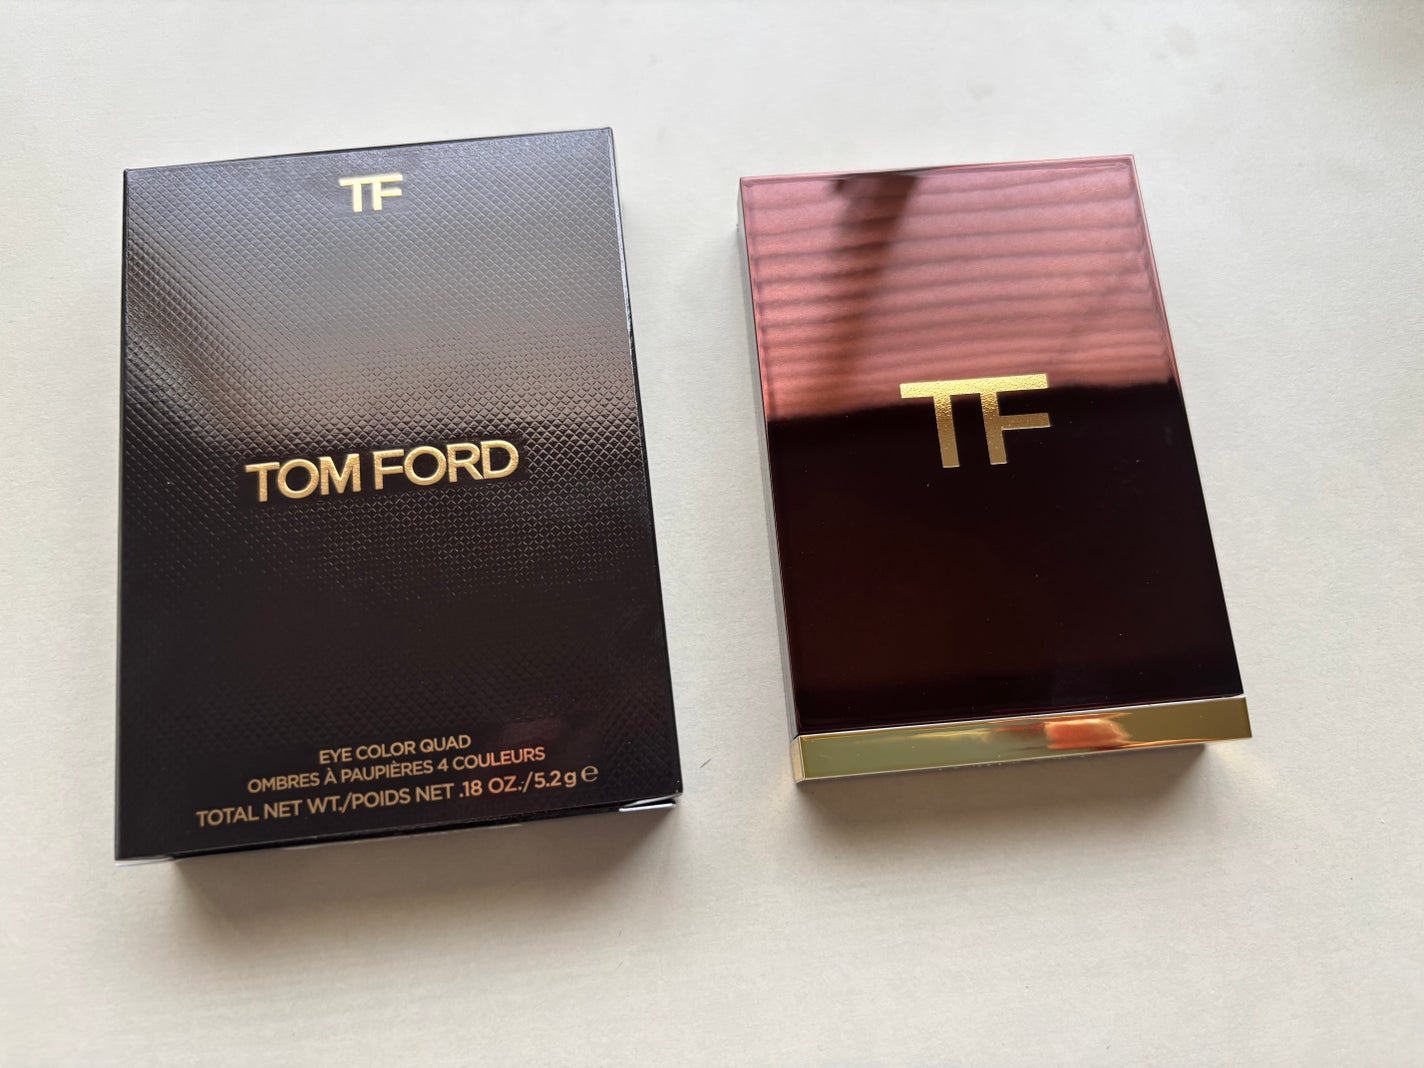 TF
TOM FORD
EYE COLOR QUAD
OMBRES À PAUPIÈRES 4 COULEURS
TOTAL NET WT./POIDS NET .18 OZ./5.2g ℮
TF